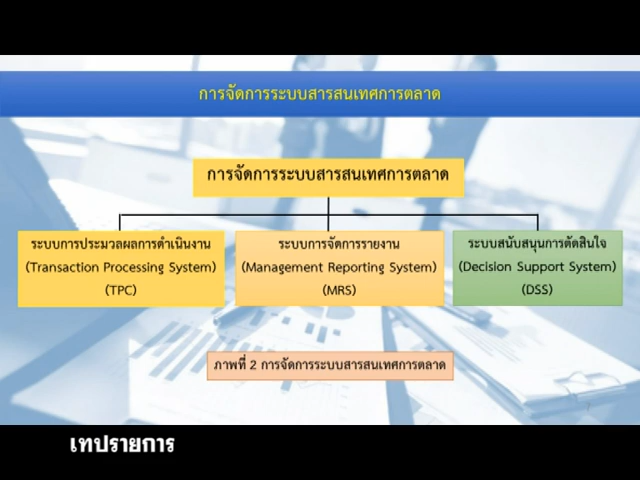 การจัดการระบบสารสนเทศการตลาด
การจัดการระบบสารสนเทศการตลาด
ระบบการประมวลผลการดำเนินงาน
(Transaction Processing System)
(TPC)
ระบบการจัดการรายงาน
(Management Reporting System)
(MRS)
ระบบสนับสนุนการตัดสินใจ
(Decision Support System)
(DSS)
ภาพที่ 2 การจัดการระบบสารสนเทศการตลาด
เทปรายการ